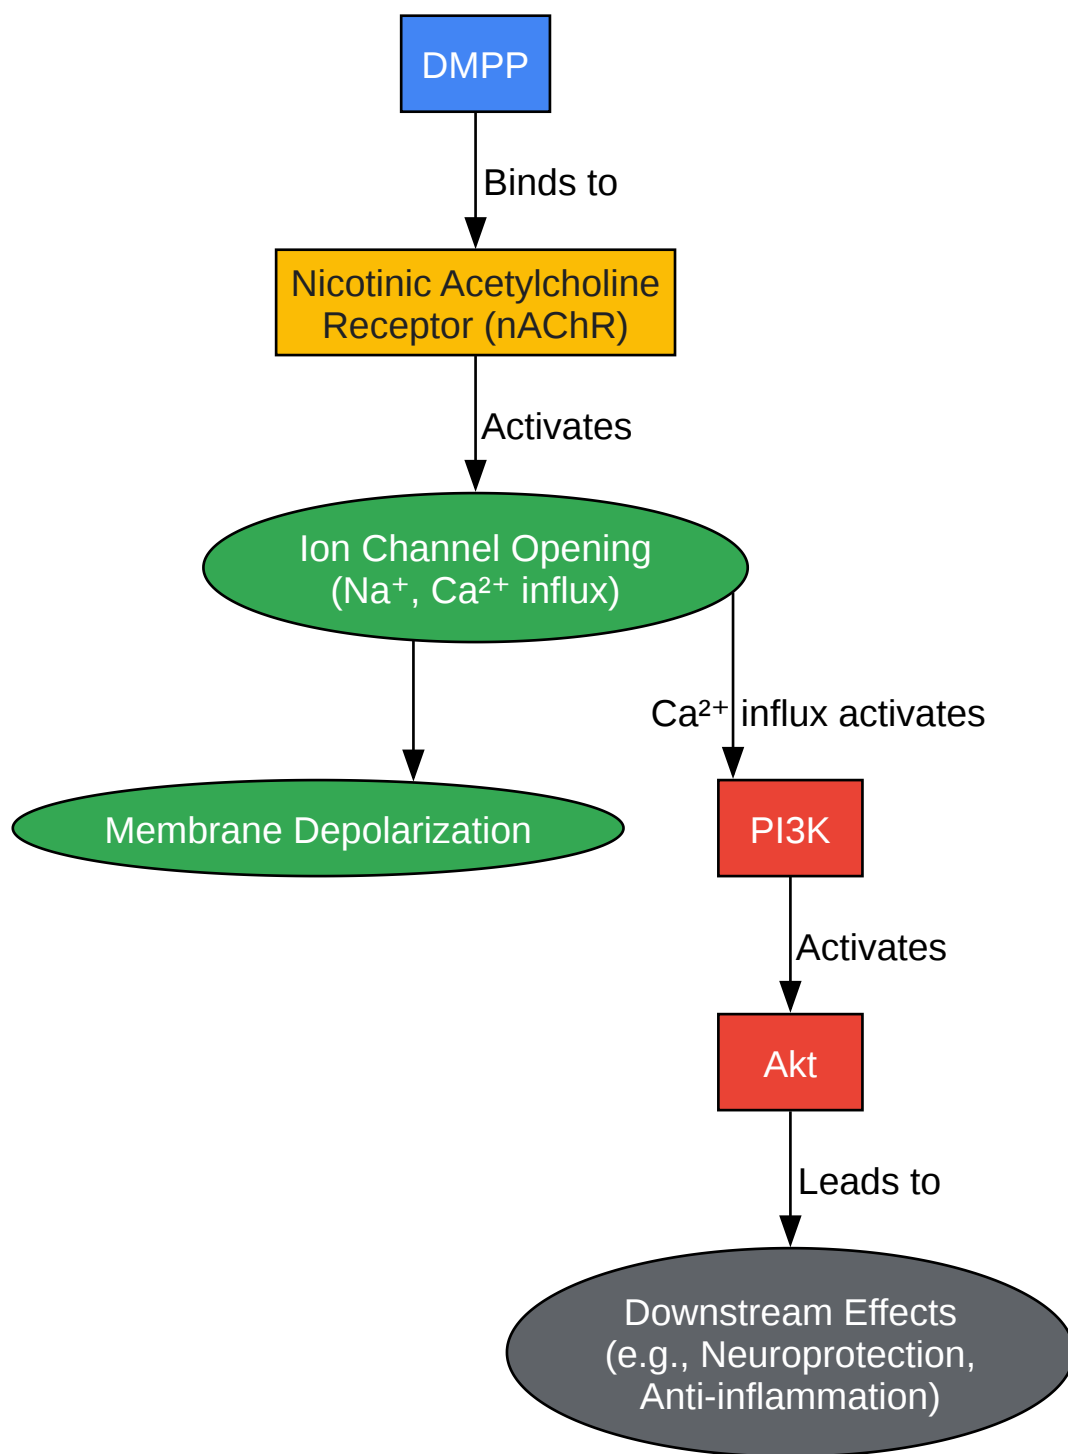 DMPP
Binds to
Nicotinic Acetylcholine
Receptor (nAChR)
Activates
Ion Channel Opening
(Na⁺, Ca²⁺ influx)
Ca²⁺ influx activates
Membrane Depolarization
PI3K
Activates
Akt
Leads to
Downstream Effects
(e.g., Neuroprotection,
Anti-inflammation)